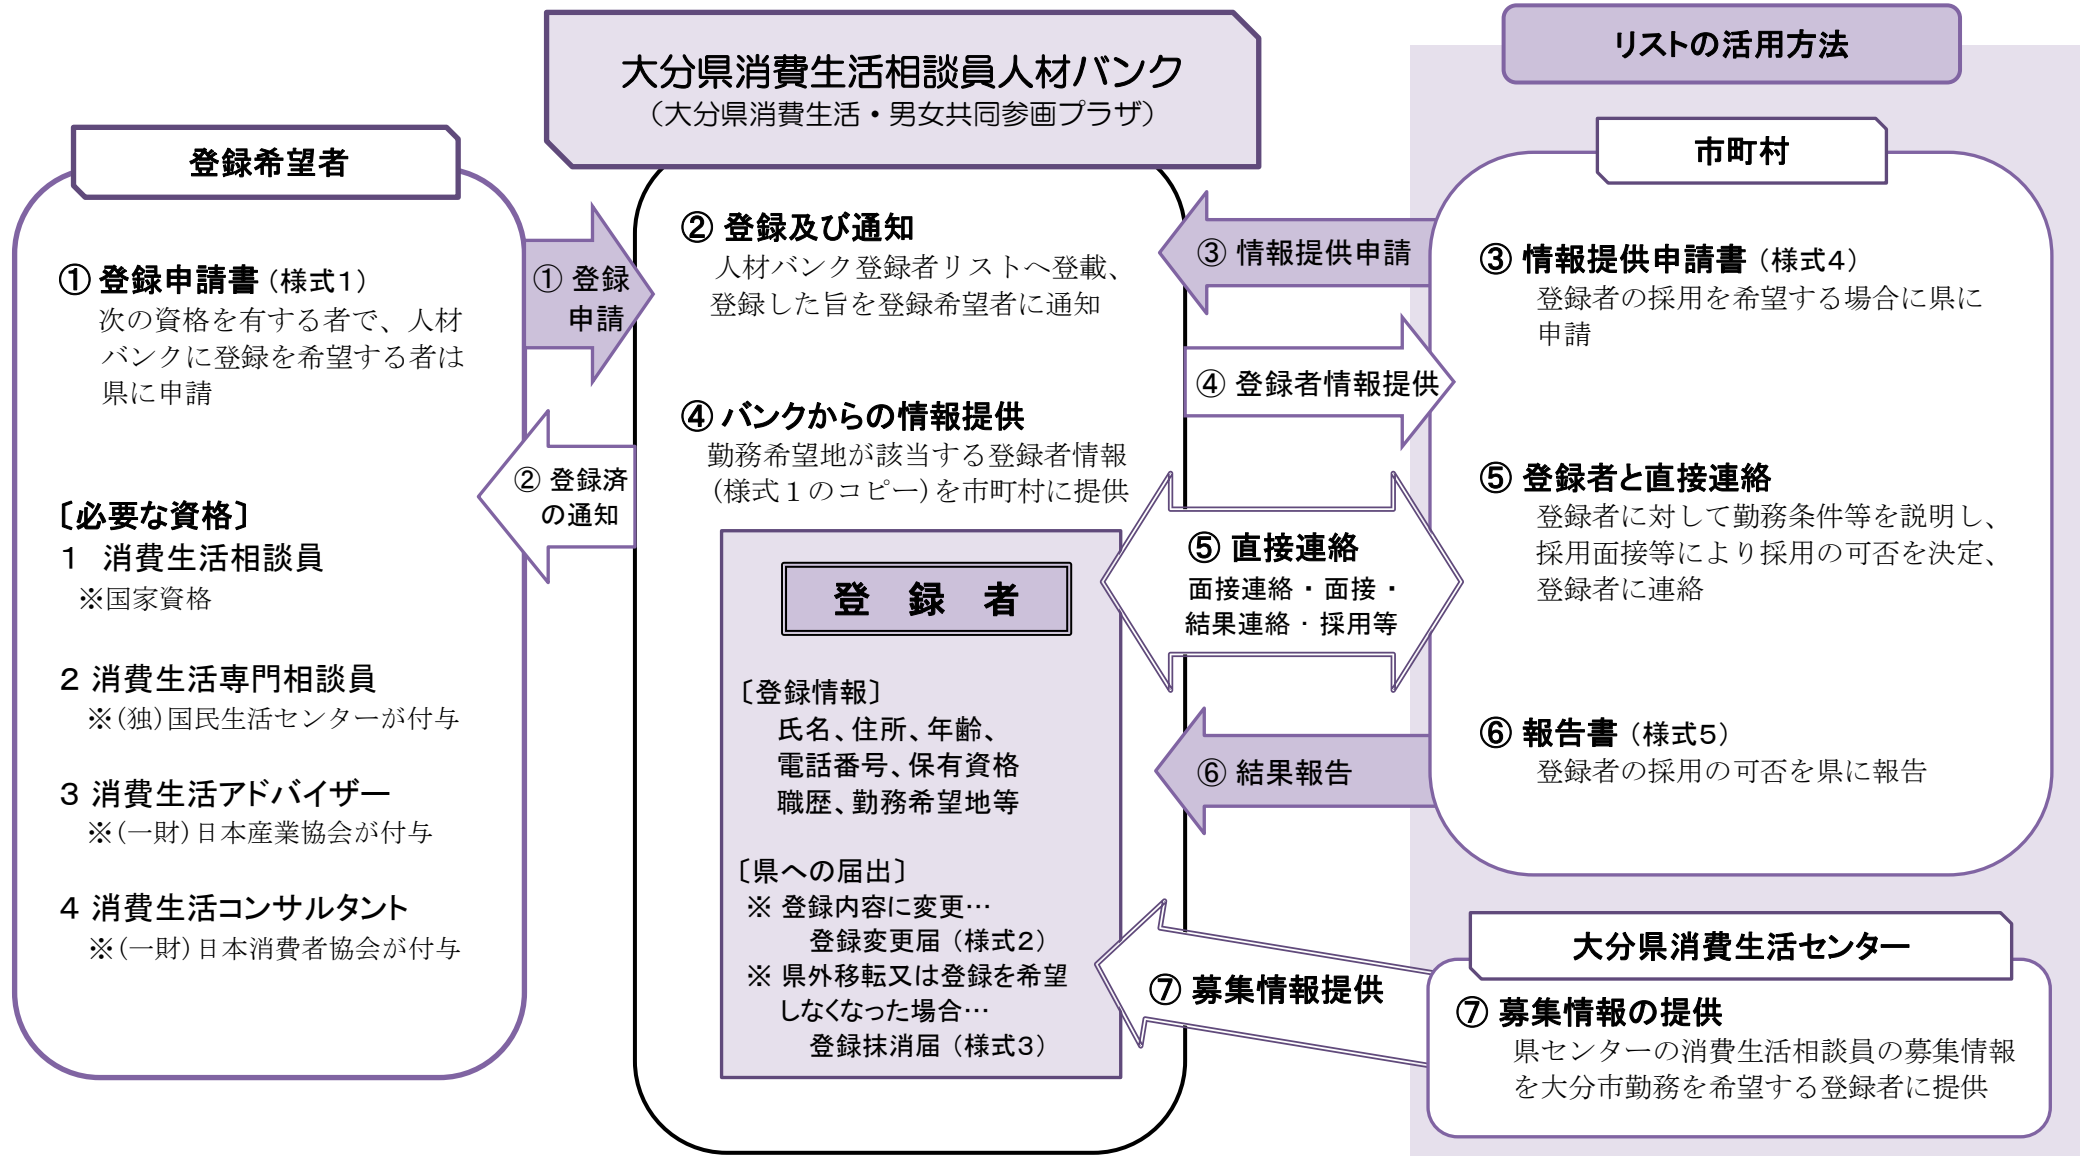 大分県消費生活相談員人材バンク
（大分県消費生活・男女共同参画プラザ）
登録希望者
① 登録申請書（様式１）
次の資格を有する者で、人材
バンクに登録を希望する者は
県に申請
〔必要な資格〕
１　消費生活相談員
※国家資格
２ 消費生活専門相談員
※（独）国民生活センターが付与
３ 消費生活アドバイザー
※（一財）日本産業協会が付与
４ 消費生活コンサルタント
※（一財）日本消費者協会が付与
① 登録
申請
② 登録済
の通知
② 登録及び通知
人材バンク登録者リストへ登載、
登録した旨を登録希望者に通知
④ バンクからの情報提供
勤務希望地が該当する登録者情報
（様式１のコピー）を市町村に提供
登　録　者
〔登録情報〕
氏名、住所、年齢、
電話番号、保有資格
職歴、勤務希望地等
〔県への届出〕
※ 登録内容に変更…
登録変更届（様式２）
※ 県外移転又は登録を希望
しなくなった場合…
登録抹消届（様式３）
③ 情報提供申請
④ 登録者情報提供
⑤ 直接連絡
面接連絡・面接・
結果連絡・採用等
⑥ 結果報告
⑦ 募集情報提供
リストの活用方法
市町村
③ 情報提供申請書（様式４）
登録者の採用を希望する場合に県に
申請
⑤ 登録者と直接連絡
登録者に対して勤務条件等を説明し、
採用面接等により採用の可否を決定、
登録者に連絡
⑥ 報告書（様式５）
登録者の採用の可否を県に報告
大分県消費生活センター
⑦ 募集情報の提供
県センターの消費生活相談員の募集情報
を大分市勤務を希望する登録者に提供